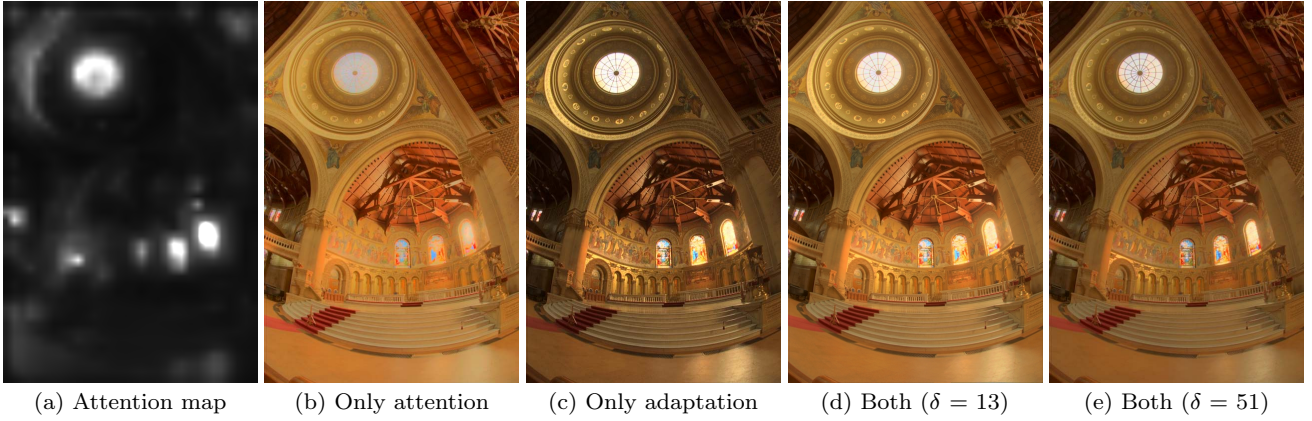 (a) Attention map
(b) Only attention
(c) Only adaptation
(d) Both (δ = 13)
(e) Both (δ = 51)